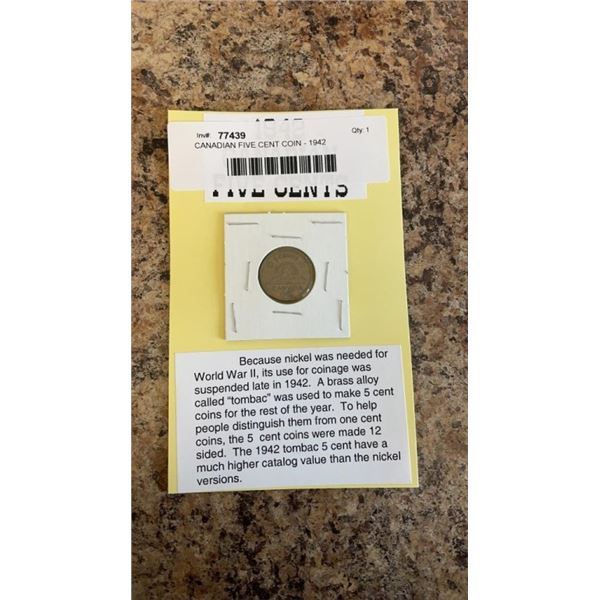 Inv#: 77439 Qty: 1
CANADIAN FIVE CENT COIN - 1942
FIVE CENTS
CANADA
Because nickel was needed for
World War II, its use for coinage was
suspended late in 1942. A brass alloy
called "tombac" was used to make 5 cent
coins for the rest of the year. To help
people distinguish them from one cent
coins, the 5 cent coins were made 12
sided. The 1942 tombac 5 cent have a
much higher catalog value than the nickel
versions.